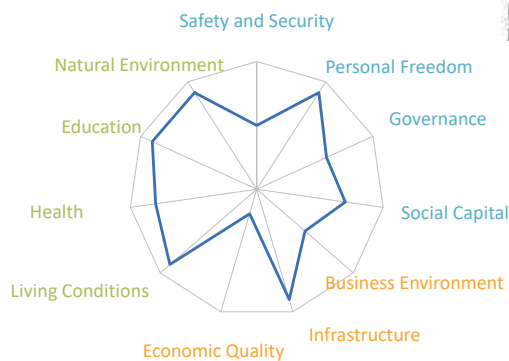 Safety and Security
Natural Environment
Personal Freedom
Education
Governance
Health
Social Capital
Living Conditions
Business Environment
Economic Quality
Infrastructure